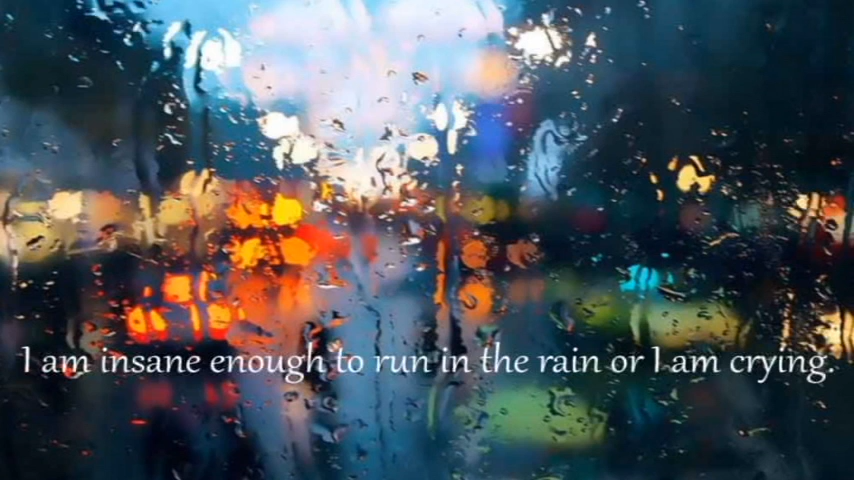 I am insane enough to run in the rain or I am crying.